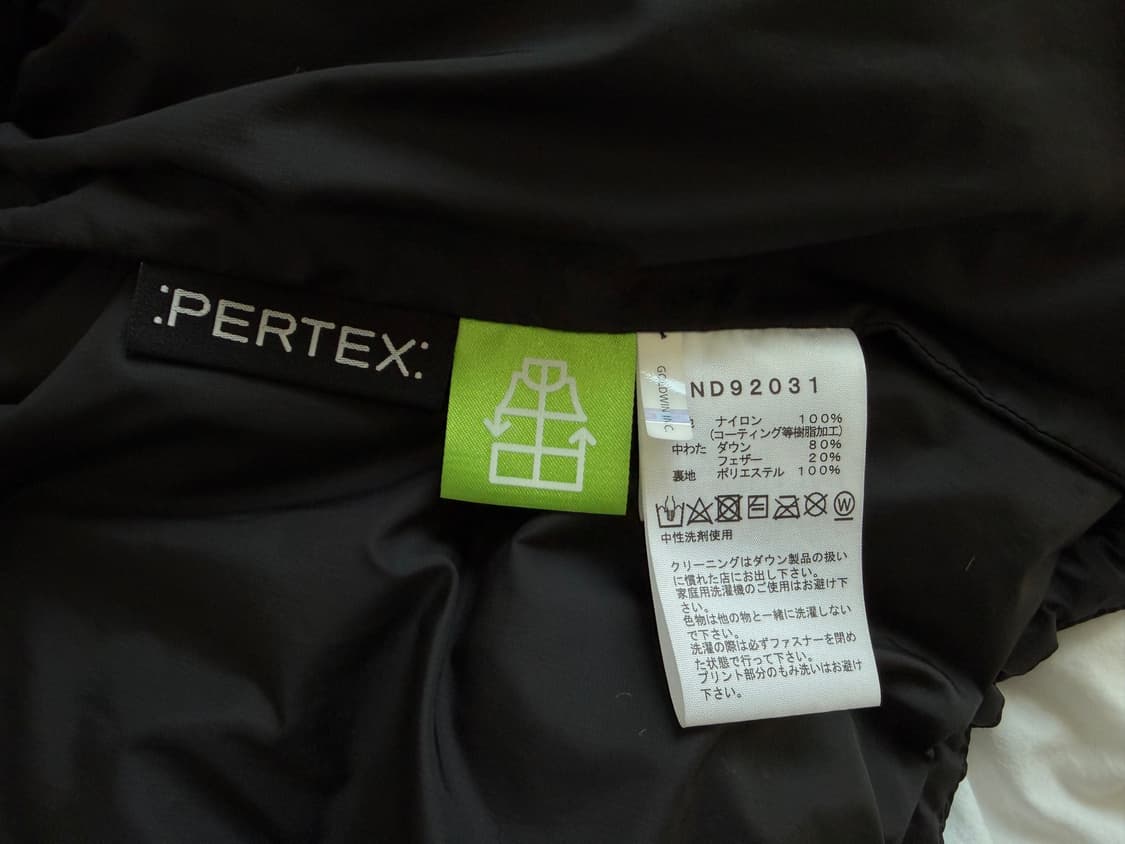 :PERTEX:
GOLDWIN INC
ND92031
ナイロン 100%
(コーティング等樹脂加工)
中わた ダウン 80%
フェザー 20%
裏地 ポリエステル 100%
W
中性洗剤使用
クリーニングはダウン製品の扱い
に慣れた店にお出し下さい。
家庭用洗濯機のご使用はお避け下
さい。
色物は他の物と一緒に洗濯しない
で下さい。
洗濯の際は必ずファスナーを閉め
た状態で行って下さい。
プリント部分のもみ洗いはお避け
下さい。